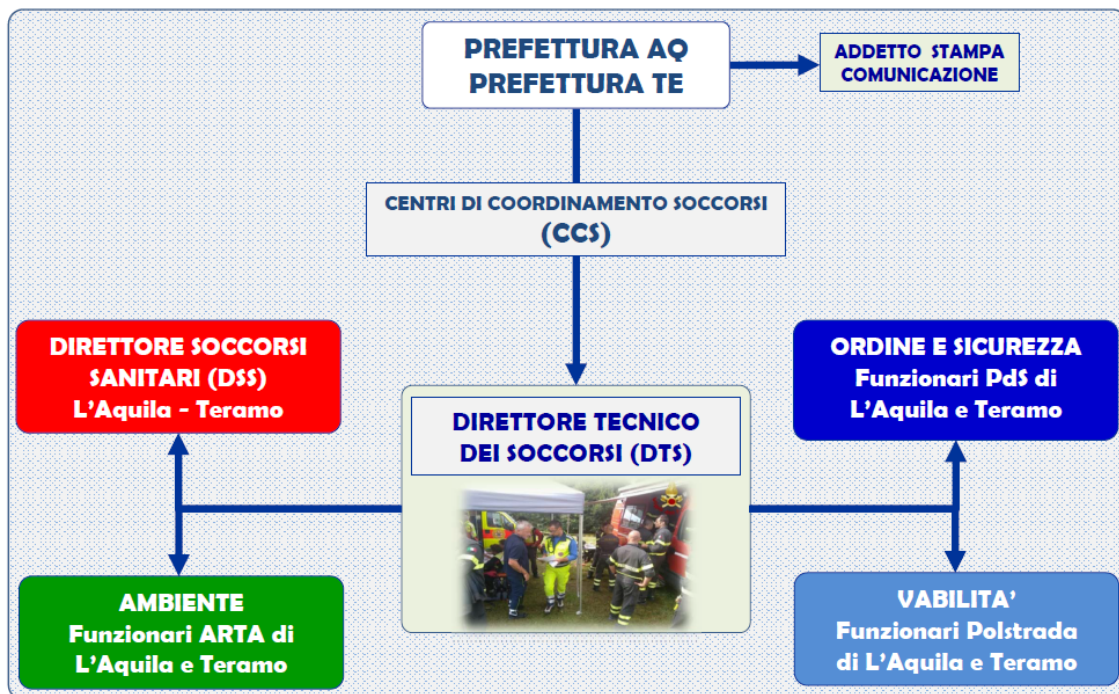 PREFETTURA AQ
PREFETTURA TE
ADDETTO STAMPA
COMUNICAZIONE
CENTRI DI COORDINAMENTO SOCCORSI
(CCS)
DIRETTORE SOCCORSI
SANITARI (DSS)
L'Aquila - Teramo
ORDINE E SICUREZZA
Funzionari PdS di
L'Aquila e Teramo
DIRETTORE TECNICO
DEI SOCCORSI (DTS)
AMBIENTE
Funzionari ARTA di
L'Aquila e Teramo
VABILITA'
Funzionari Polstrada
di L'Aquila e Teramo